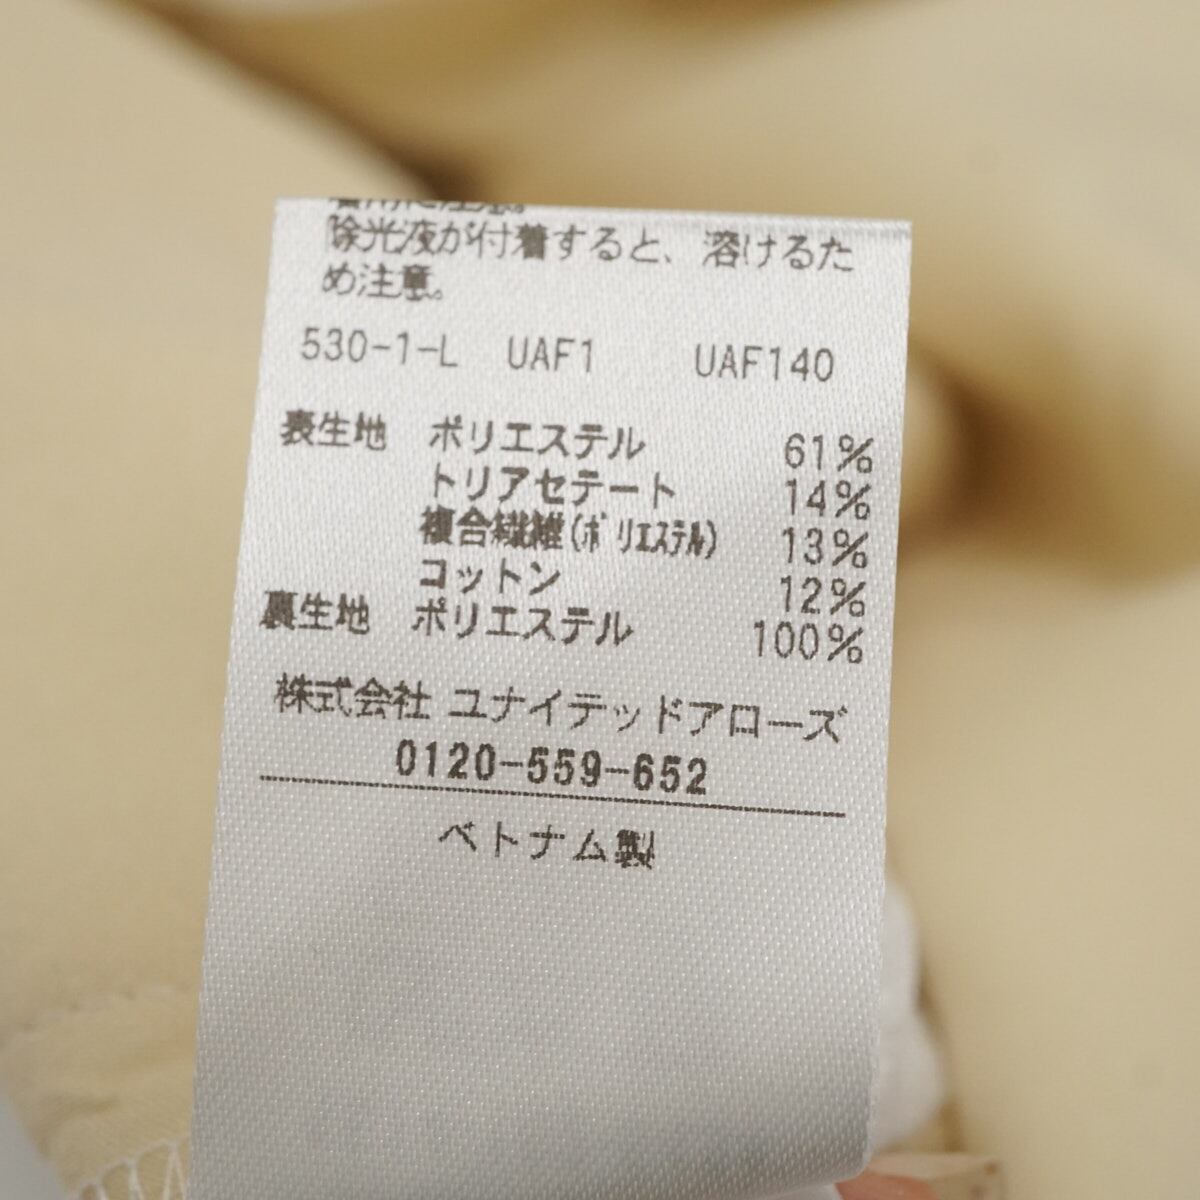 除光液が付着すると、溶けるた
め注意。
530-1-L UAF1 UAF140
表生地 ポリエステル 61%
トリアセテート 14%
複合繊維(ポリエステル) 13%
コットン 12%
裏生地 ポリエステル 100%
株式会社 ユナイテッドアローズ
0120-559-652
ベトナム製